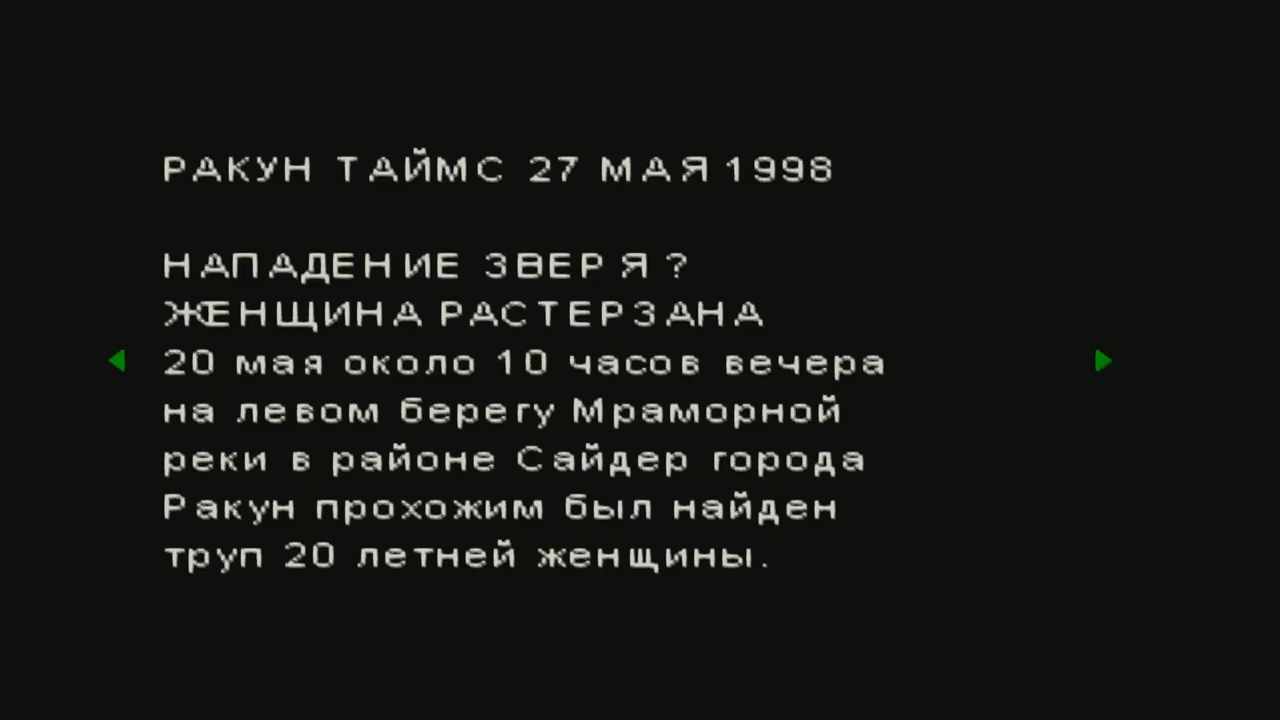 РАКУН ТАЙМС 27 МАЯ 1998
НАПАДЕНИЕ ЗВЕРЯ ?
ЖЕНЩИНА РАСТЕРЗАНА
20 мая около 10 часов вечера
на левом берегу Мраморной
реки в районе Сайдер города
Ракун прохожим был найден
труп 20 летней женщины.